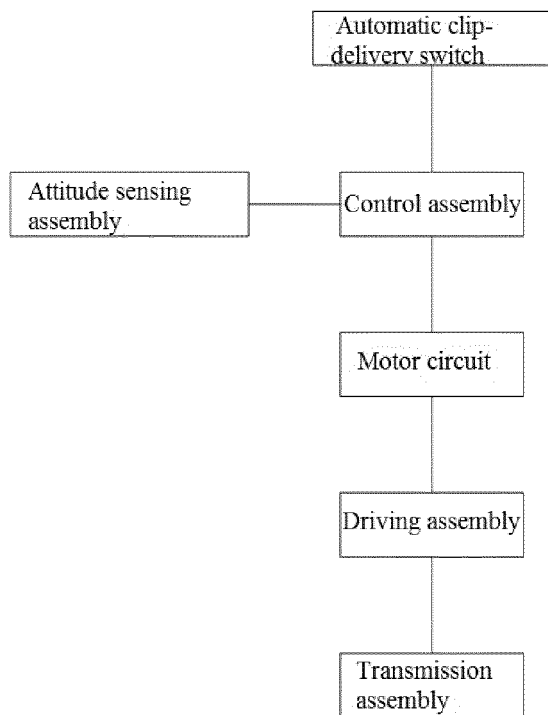 Automatic clip-
delivery switch
Attitude sensing
assembly
Control assembly
Motor circuit
Driving assembly
Transmission
assembly